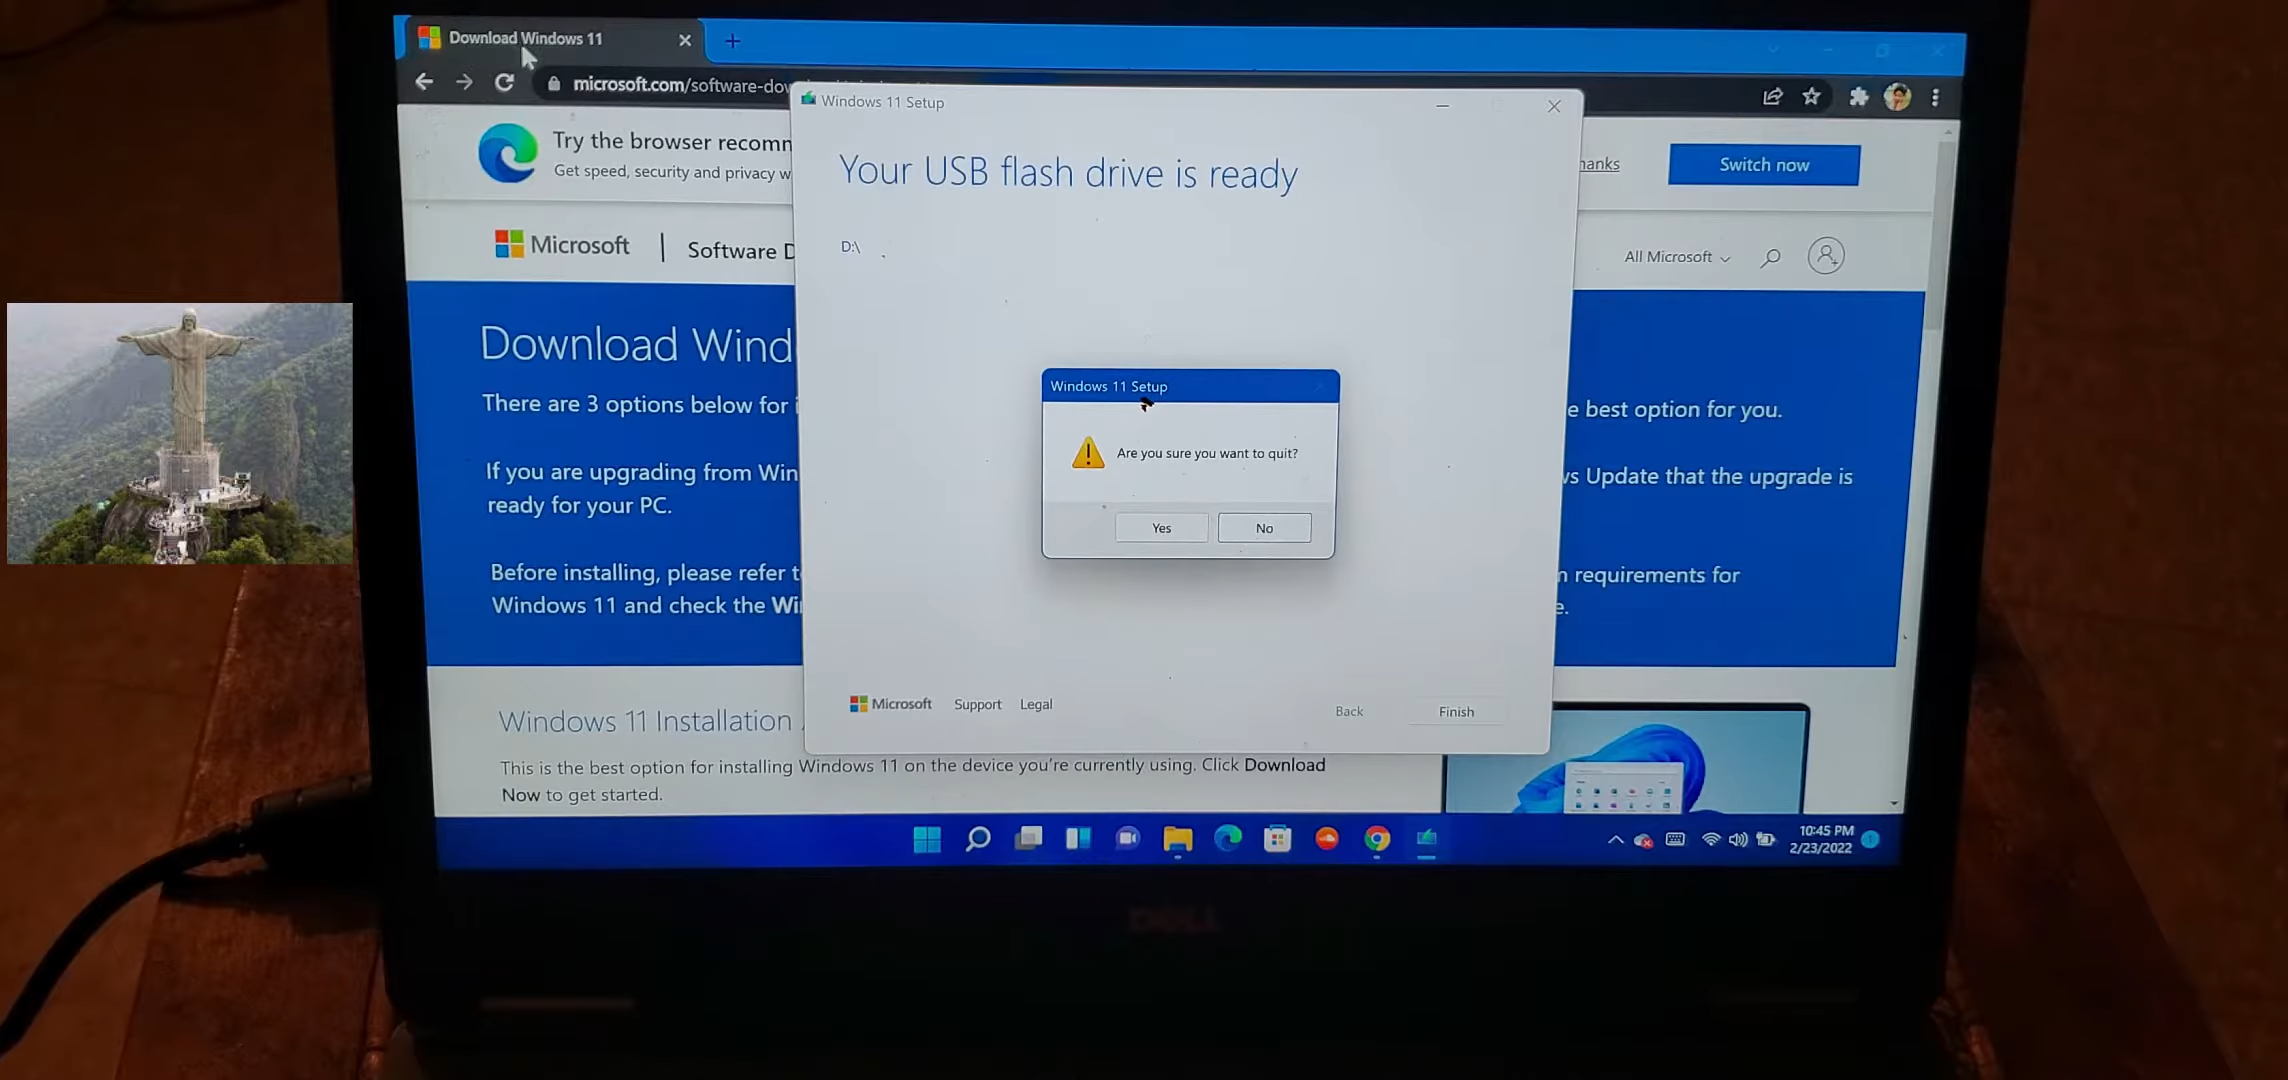 Download Windows 11
microsoft.com/software-dow
Windows 11 Setup
Try the browser recomm
Get speed, security and privacy w
hanks
Switch now
Your USB flash drive is ready
D:\
Microsoft
Software D
All Microsoft
Download Wind
There are 3 options below for i
e best option for you.
Windows 11 Setup
Are you sure you want to quit?
Yes
No
If you are upgrading from Win
ws Update that the upgrade is
ready for your PC.
Before installing, please refer t
m requirements for
Windows 11 and check the Wi
e.
Microsoft
Support
Legal
Back
Finish
Windows 11 Installation
This is the best option for installing Windows 11 on the device you're currently using. Click Download
Now to get started.
10:45 PM
2/23/2022
1
DELL